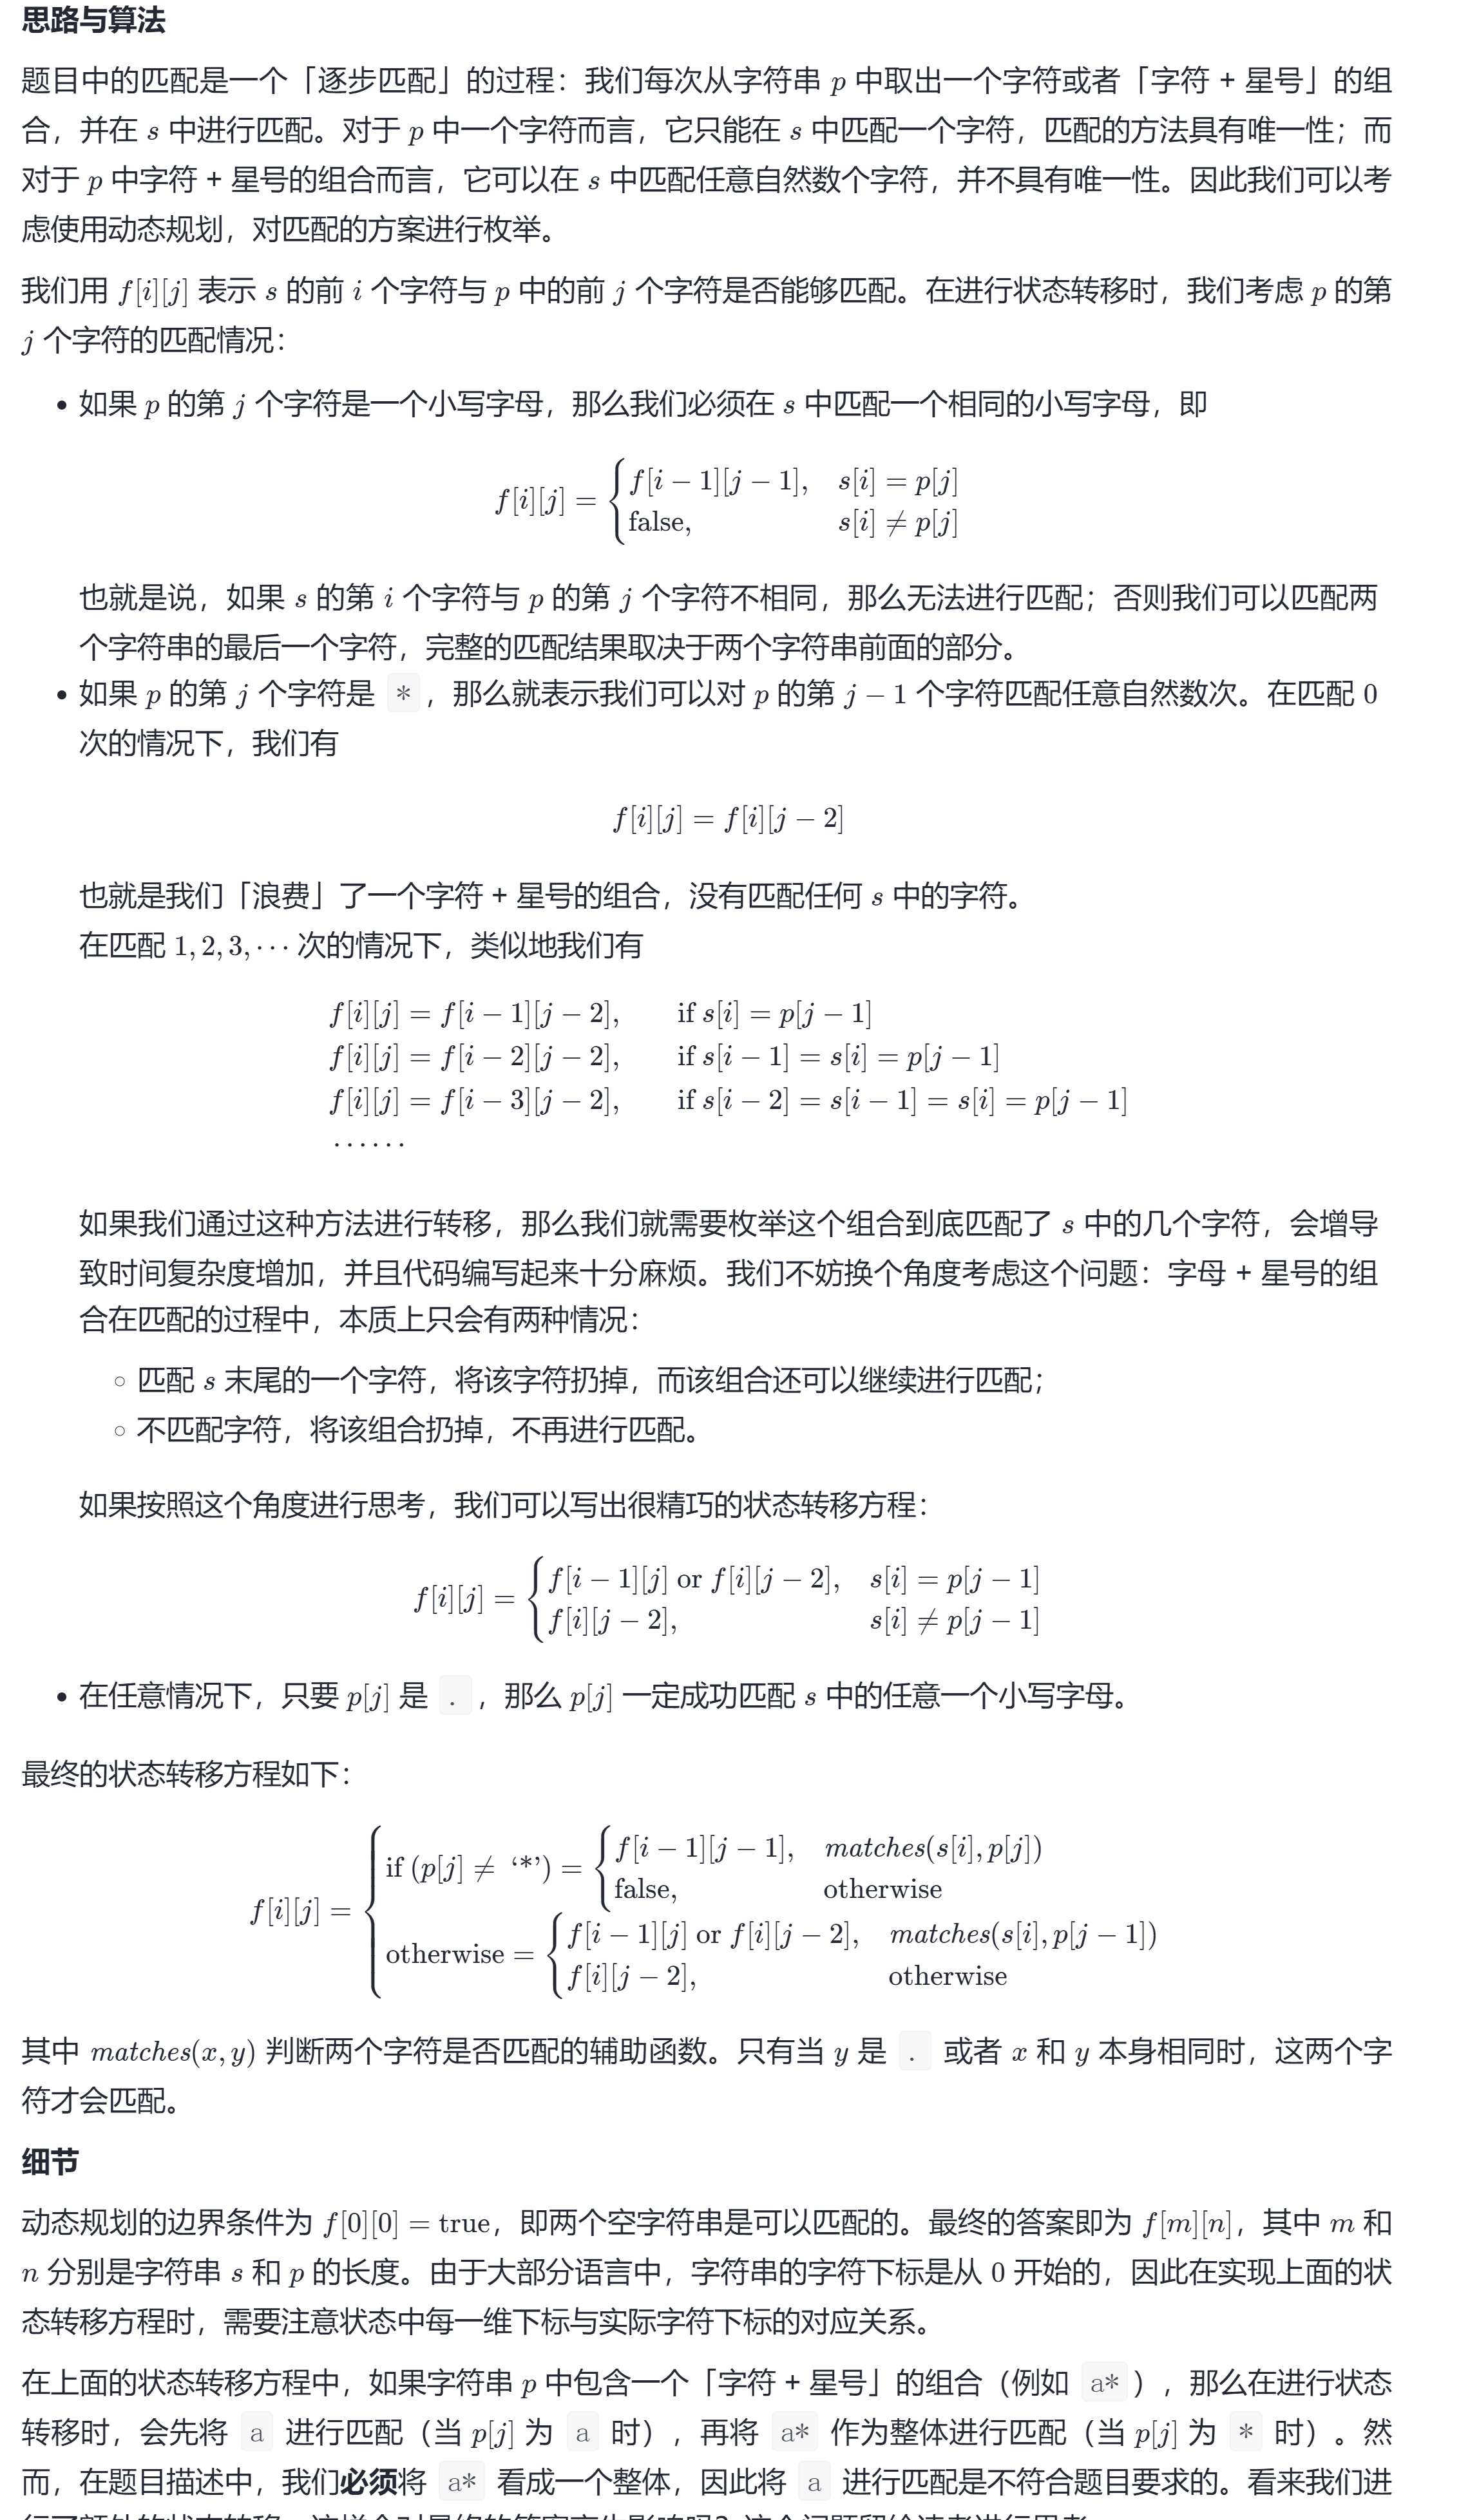 思路与算法
题目中的匹配是一个「逐步匹配」的过程：我们每次从字符串 p 中取出一个字符或者「字符 + 星号」的组
合，并在 s 中进行匹配。对于 p 中一个字符而言，它只能在 s 中匹配一个字符，匹配的方法具有唯一性；而
对于 p 中字符 + 星号的组合而言，它可以在 s 中匹配任意自然数个字符，并不具有唯一性。因此我们可以考
虑使用动态规划，对匹配的方案进行枚举。
我们用 f[i][j] 表示 s 的前 i 个字符与 p 中的前 j 个字符是否能够匹配。在进行状态转移时，我们考虑 p 的第
j 个字符的匹配情况：
• 如果 p 的第 j 个字符是一个小写字母，那么我们必须在 s 中匹配一个相同的小写字母，即
f[i][j] = { f[i − 1][j − 1], s[i] = p[j]
false, s[i] ≠ p[j]
也就是说，如果 s 的第 i 个字符与 p 的第 j 个字符不相同，那么无法进行匹配；否则我们可以匹配两
个字符串的最后一个字符，完整的匹配结果取决于两个字符串前面的部分。
• 如果 p 的第 j 个字符是 * ，那么就表示我们可以对 p 的第 j − 1 个字符匹配任意自然数次。在匹配 0
次的情况下，我们有
f[i][j] = f[i][j − 2]
也就是我们「浪费」了一个字符 + 星号的组合，没有匹配任何 s 中的字符。
在匹配 1, 2, 3, ⋯ 次的情况下，类似地我们有
f[i][j] = f[i − 1][j − 2], if s[i] = p[j − 1]
f[i][j] = f[i − 2][j − 2], if s[i − 1] = s[i] = p[j − 1]
f[i][j] = f[i − 3][j − 2], if s[i − 2] = s[i − 1] = s[i] = p[j − 1]
⋯⋯
如果我们通过这种方法进行转移，那么我们就需要枚举这个组合到底匹配了 s 中的几个字符，会增导
致时间复杂度增加，并且代码编写起来十分麻烦。我们不妨换个角度考虑这个问题：字母 + 星号的组
合在匹配的过程中，本质上只会有两种情况：
◦ 匹配 s 末尾的一个字符，将该字符扔掉，而该组合还可以继续进行匹配；
◦ 不匹配字符，将该组合扔掉，不再进行匹配。
如果按照这个角度进行思考，我们可以写出很精巧的状态转移方程：
f[i][j] = { f[i − 1][j] or f[i][j − 2], s[i] = p[j − 1]
f[i][j − 2], s[i] ≠ p[j − 1]
• 在任意情况下，只要 p[j] 是 . ，那么 p[j] 一定成功匹配 s 中的任意一个小写字母。
最终的状态转移方程如下：
f[i][j] = { if (p[j] ≠ ‘*’) = { f[i − 1][j − 1], matches(s[i], p[j])
false, otherwise
otherwise = { f[i − 1][j] or f[i][j − 2], matches(s[i], p[j − 1])
f[i][j − 2], otherwise
其中 matches(x, y) 判断两个字符是否匹配的辅助函数。只有当 y 是 . 或者 x 和 y 本身相同时，这两个字
符才会匹配。
细节
动态规划的边界条件为 f[0][0] = true，即两个空字符串是可以匹配的。最终的答案即为 f[m][n]，其中 m 和
n 分别是字符串 s 和 p 的长度。由于大部分语言中，字符串的字符下标是从 0 开始的，因此在实现上面的状
态转移方程时，需要注意状态中每一维下标与实际字符下标的对应关系。
在上面的状态转移方程中，如果字符串 p 中包含一个「字符 + 星号」的组合（例如 a* ），那么在进行状态
转移时，会先将 a 进行匹配（当 p[j] 为 a 时），再将 a* 作为整体进行匹配（当 p[j] 为 * 时）。然
而，在题目描述中，我们必须将 a* 看成一个整体，因此将 a 进行匹配是不符合题目要求的。看来我们进